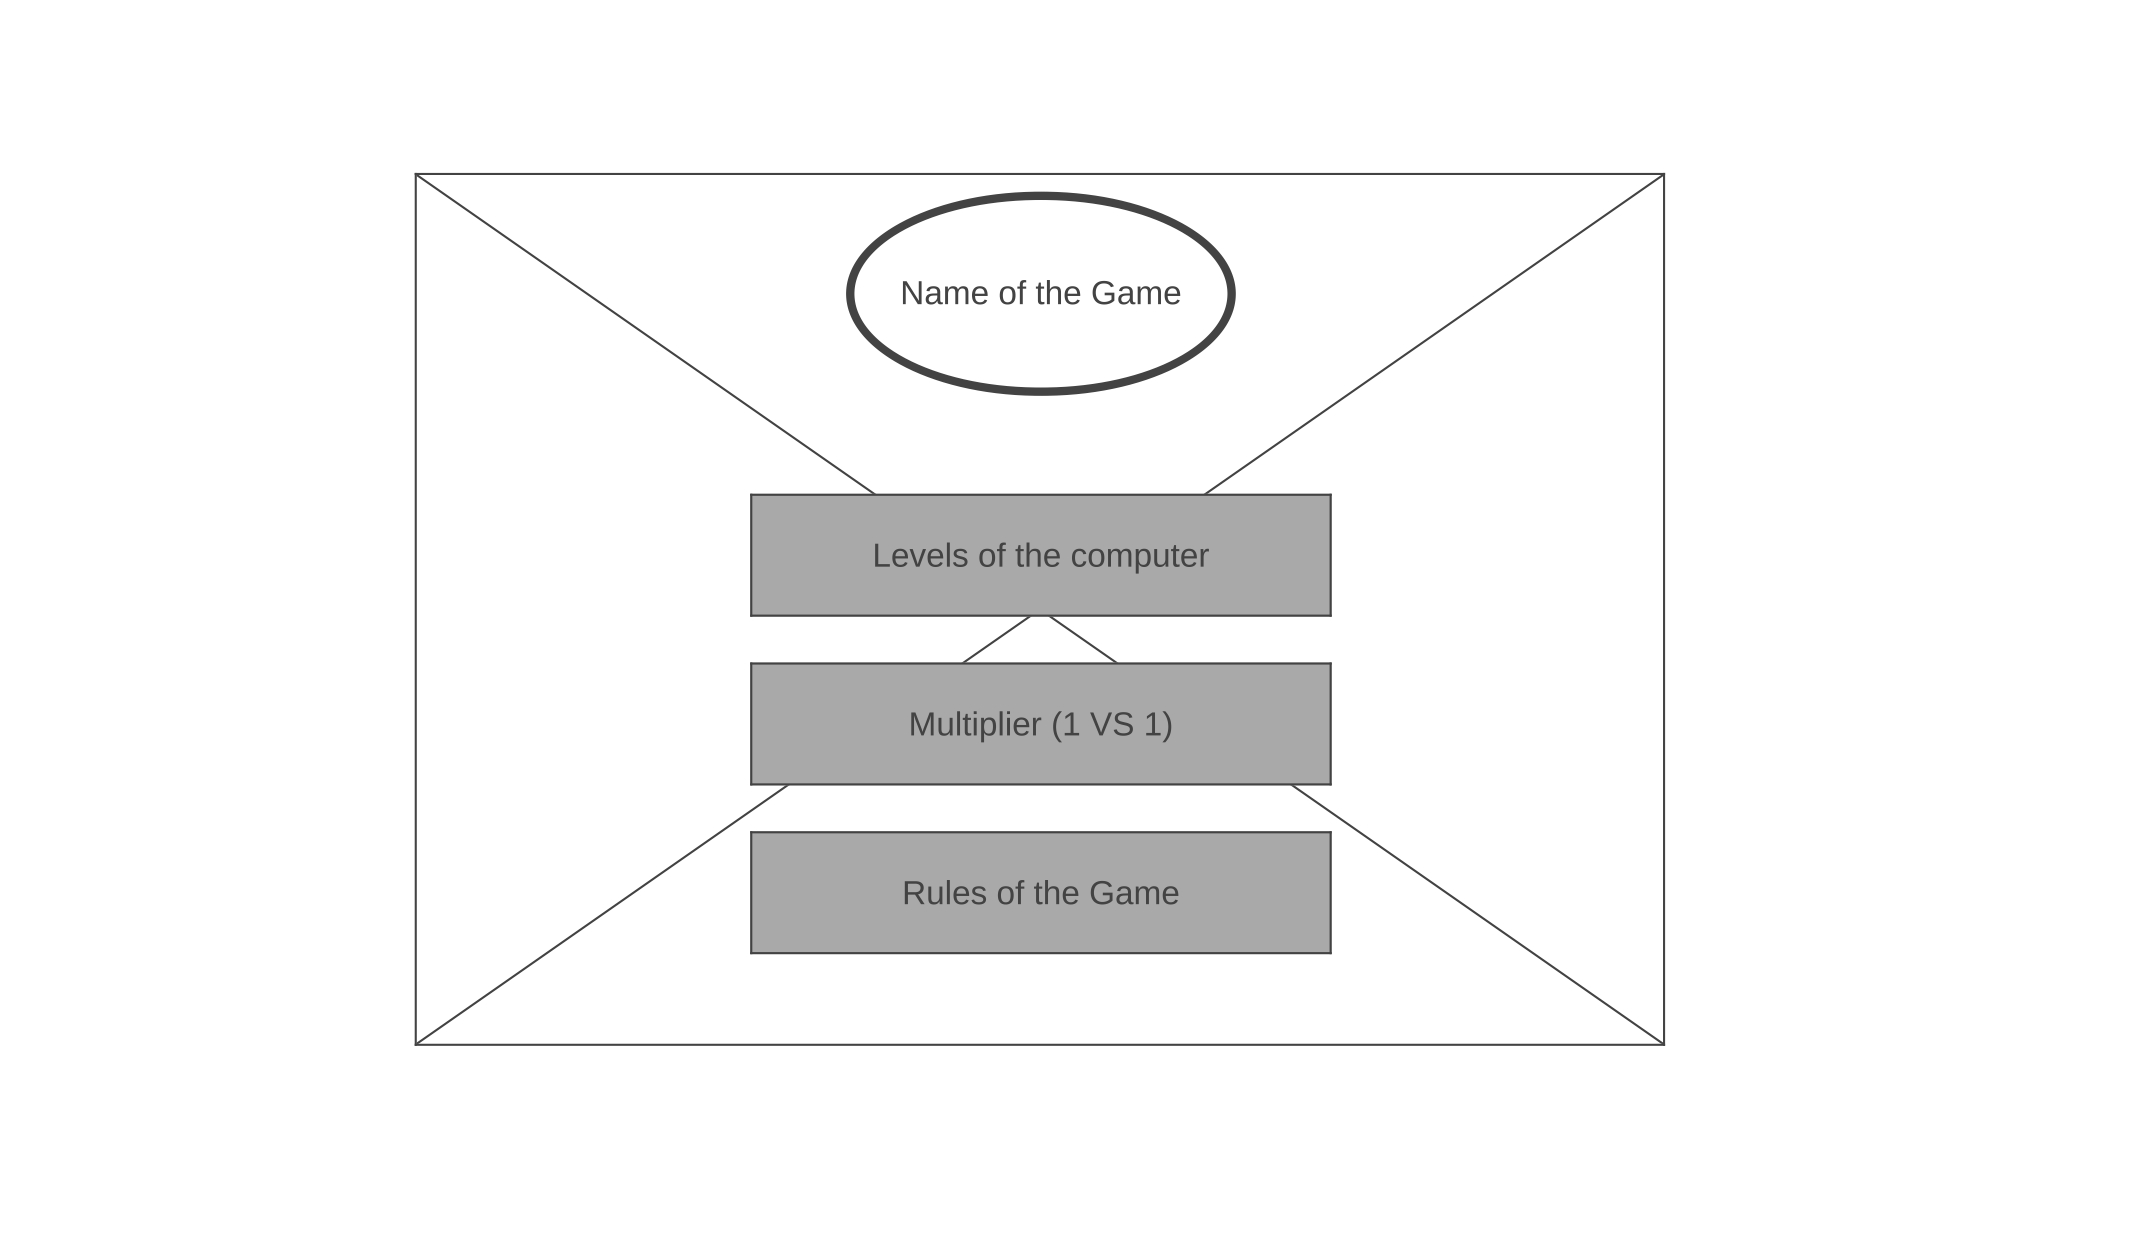 Name of the Game
Levels of the computer
Multiplier (1 VS 1)
Rules of the Game